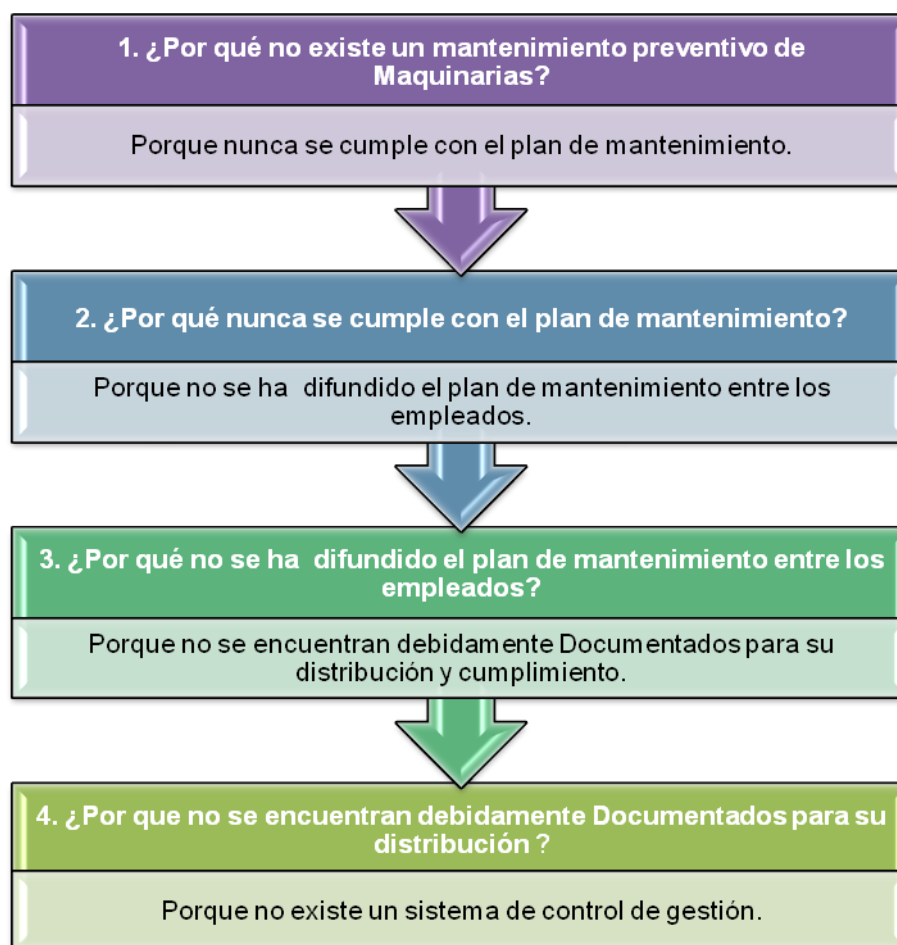 1. ¿Por qué no existe un mantenimiento preventivo de
Maquinarias?
Porque nunca se cumple con el plan de mantenimiento.
2. ¿Por qué nunca se cumple con el plan de mantenimiento?
Porque no se ha  difundido el plan de mantenimiento entre los
empleados.
3. ¿Por qué no se ha  difundido el plan de mantenimiento entre los
empleados?
Porque no se encuentran debidamente Documentados para su
distribución y cumplimiento.
4. ¿Por que no se encuentran debidamente Documentados para su
distribución ?
Porque no existe un sistema de control de gestión.